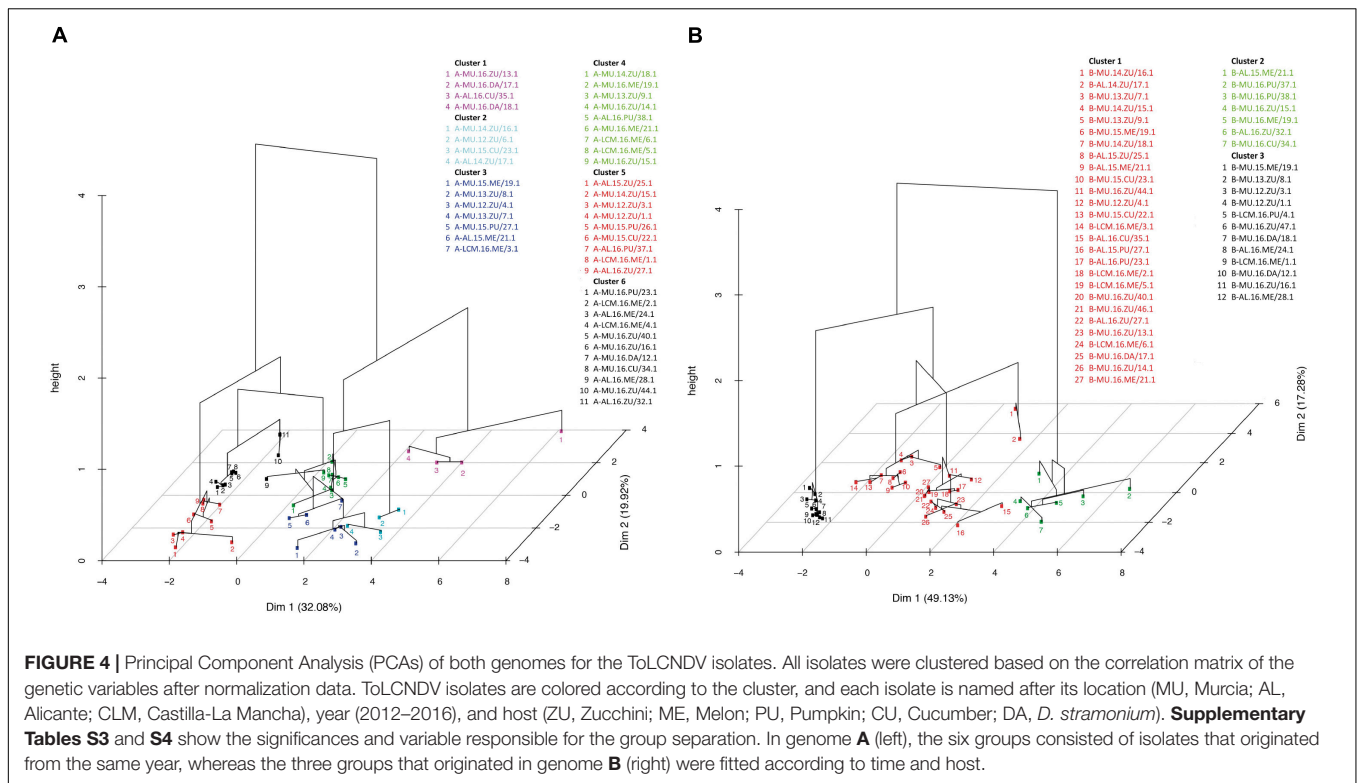 A
Cluster 1
1 A-MU.16.ZU/13.1
2 A-MU.16.DA/17.1
3 A-AL.16.CU/35.1
4 A-MU.16.DA/18.1
Cluster 2
1 A-MU.14.ZU/16.1
2 A-MU.12.ZU/6.1
3 A-MU.15.CU/23.1
4 A-AL.14.ZU/17.1
Cluster 3
1 A-MU.15.ME/19.1
2 A-MU.13.ZU/8.1
3 A-MU.12.ZU/4.1
4 A-MU.13.ZU/7.1
5 A-MU.15.PU/27.1
6 A-AL.15.ME/21.1
7 A-LCM.16.ME/3.1
Cluster 4
1 A-MU.14.ZU/18.1
2 A-MU.16.ME/19.1
3 A-MU.13.ZU/9.1
4 A-MU.16.ZU/14.1
5 A-AL.16.PU/38.1
6 A-MU.16.ME/21.1
7 A-LCM.16.ME/6.1
8 A-LCM.16.ME/5.1
9 A-MU.16.ZU/15.1
Cluster 5
1 A-AL.15.ZU/25.1
2 A-MU.14.ZU/15.1
3 A-MU.12.ZU/3.1
4 A-MU.12.ZU/1.1
5 A-MU.15.PU/26.1
6 A-MU.15.CU/22.1
7 A-AL.16.PU/37.1
8 A-LCM.16.ME/1.1
9 A-AL.16.ZU/27.1
Cluster 6
1 A-MU.16.PU/23.1
2 A-LCM.16.ME/2.1
3 A-AL.16.ME/24.1
4 A-LCM.16.ME/4.1
5 A-MU.16.ZU/40.1
6 A-MU.16.ZU/16.1
7 A-MU.16.DA/12.1
8 A-MU.16.CU/34.1
9 A-AL.16.ME/28.1
10 A-MU.16.ZU/44.1
11 A-AL.16.ZU/32.1
height
0
1
2
3
4
Dim 1 (32.08%)
-4
-2
0
2
4
6
8
Dim 2 (19.92%)
-4
-2
0
2
4
B
Cluster 1
1 B-MU.14.ZU/16.1
2 B-AL.14.ZU/17.1
3 B-MU.13.ZU/7.1
4 B-MU.14.ZU/15.1
5 B-MU.13.ZU/9.1
6 B-MU.15.ME/19.1
7 B-MU.14.ZU/18.1
8 B-AL.15.ZU/25.1
9 B-AL.15.ME/21.1
10 B-MU.15.CU/23.1
11 B-MU.16.ZU/44.1
12 B-MU.12.ZU/4.1
13 B-MU.15.CU/22.1
14 B-LCM.16.ME/3.1
15 B-AL.16.CU/35.1
16 B-AL.15.PU/27.1
17 B-AL.16.PU/23.1
18 B-LCM.16.ME/2.1
19 B-LCM.16.ME/5.1
20 B-MU.16.ZU/40.1
21 B-MU.16.ZU/46.1
22 B-AL.16.ZU/27.1
23 B-MU.16.ZU/13.1
24 B-LCM.16.ME/6.1
25 B-MU.16.DA/17.1
26 B-MU.16.ZU/14.1
27 B-MU.16.ME/21.1
Cluster 2
1 B-AL.15.ME/21.1
2 B-MU.16.PU/37.1
3 B-MU.16.PU/38.1
4 B-MU.16.ZU/15.1
5 B-MU.16.ME/19.1
6 B-AL.16.ZU/32.1
7 B-MU.16.CU/34.1
Cluster 3
1 B-MU.15.ME/19.1
2 B-MU.13.ZU/8.1
3 B-MU.12.ZU/3.1
4 B-MU.12.ZU/1.1
5 B-LCM.16.PU/4.1
6 B-MU.16.ZU/47.1
7 B-MU.16.DA/18.1
8 B-AL.16.ME/24.1
9 B-LCM.16.ME/1.1
10 B-MU.16.DA/12.1
11 B-MU.16.ZU/16.1
12 B-AL.16.ME/28.1
height
0
1
2
3
4
Dim 1 (49.13%)
-4
-2
0
2
4
6
8
Dim 2 (17.28%)
-4
-2
0
2
4
6
FIGURE 4 | Principal Component Analysis (PCAs) of both genomes for the ToLCNDV isolates. All isolates were clustered based on the correlation matrix of the
genetic variables after normalization data. ToLCNDV isolates are colored according to the cluster, and each isolate is named after its location (MU, Murcia; AL,
Alicante; CLM, Castilla-La Mancha), year (2012–2016), and host (ZU, Zucchini; ME, Melon; PU, Pumpkin; CU, Cucumber; DA, D. stramonium). Supplementary
Tables S3 and S4 show the significances and variable responsible for the group separation. In genome A (left), the six groups consisted of isolates that originated
from the same year, whereas the three groups that originated in genome B (right) were fitted according to time and host.